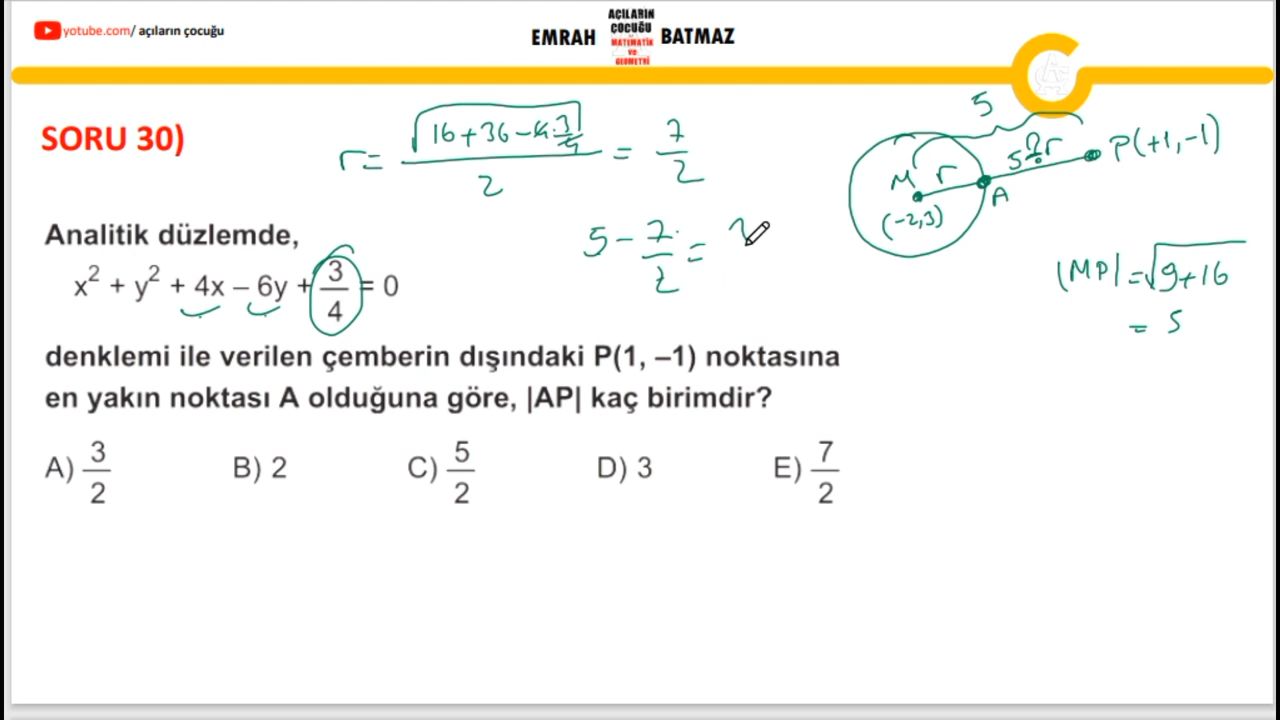 yotube.com/ açıların çocuğu
EMRAH AÇILARIN ÇOCUĞU MATEMATİK ve GEOMETRİ BATMAZ
SORU 30)
r = √(16+36-4·3/4) / 2 = 7/2
5
M r A 5-r P(+1,-1)
(-2,3)
5 - 7/2 =
|MP| = √9+16
= 5
Analitik düzlemde,
x² + y² + 4x – 6y + 3/4 = 0
denklemi ile verilen çemberin dışındaki P(1, –1) noktasına
en yakın noktası A olduğuna göre, |AP| kaç birimdir?
A) 3/2 B) 2 C) 5/2 D) 3 E) 7/2